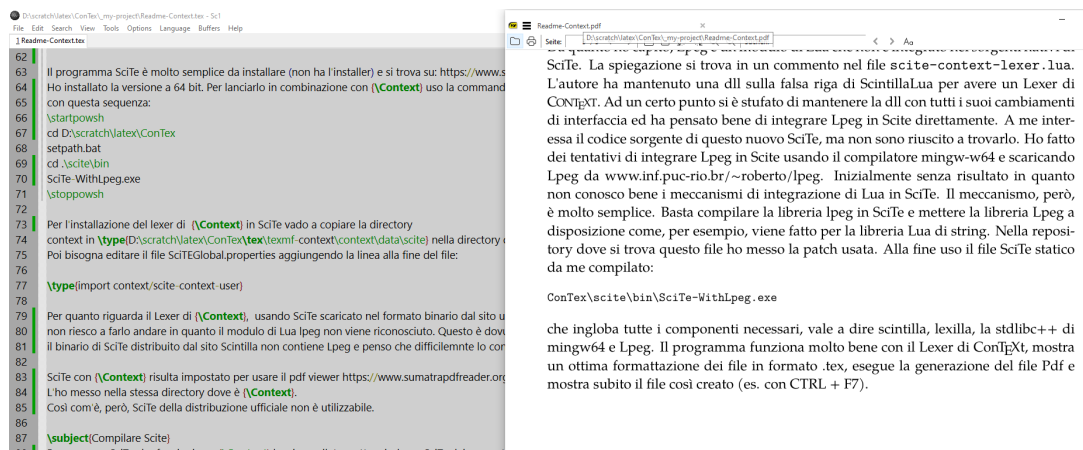 D:\scratch\latex\ConTex\_my-project\Readme-Context.tex - Sc1
File Edit Search View Tools Options Language Buffers Help
1 Readme-Context.tex
62
63 Il programma SciTe è molto semplice da installare (non ha l'installer) e si trova su: https://www.s
64 Ho installato la versione a 64 bit. Per lanciarlo in combinazione con {\Context} uso la command
65 con questa sequenza:
66 \startpowsh
67 cd D:\scratch\latex\ConTex
68 setpath.bat
69 cd .\scite\bin
70 SciTe-WithLpeg.exe
71 \stoppowsh
72
73 Per l'installazione del lexer di {\Context} in SciTe vado a copiare la directory
74 context in \type{D:\scratch\latex\ConTex\tex\texmf-context\context\data\scite} nella directory
75 Poi bisogna editare il file SciTEGlobal.properties aggiungendo la linea alla fine del file:
76
77 \type{import context/scite-context-user}
78
79 Per quanto riguarda il Lexer di {\Context}, usando SciTe scaricato nel formato binario dal sito u
80 non riesco a farlo andare in quanto il modulo di Lua lpeg non viene riconosciuto. Questo è dov
81 il binario di SciTe distribuito dal sito Scintilla non contiene Lpeg e penso che difficilemnte lo con
82
83 SciTe con {\Context} risulta impostato per usare il pdf viewer https://www.sumatrapdfreader.org
84 L'ho messo nella stessa directory dove è {\Context}.
85 Così com'è, però, SciTe della distribuzione ufficiale non è utilizzabile.
86
87 \subject{Compilare Scite}
Readme-Context.pdf
Seite:
D:\scratch\latex\ConTex\_my-project\Readme-Context.pdf
SciTe. La spiegazione si trova in un commento nel file scite-context-lexer.lua.
L'autore ha mantenuto una dll sulla falsa riga di ScintillaLua per avere un Lexer di
CONTEXT. Ad un certo punto si è stufato di mantenere la dll con tutti i suoi cambiamenti
di interfaccia ed ha pensato bene di integrare Lpeg in Scite direttamente. A me inter-
essa il codice sorgente di questo nuovo SciTe, ma non sono riuscito a trovarlo. Ho fatto
dei tentativi di integrare Lpeg in Scite usando il compilatore mingw-w64 e scaricando
Lpeg da www.inf.puc-rio.br/~roberto/lpeg. Inizialmente senza risultato in quanto
non conosco bene i meccanismi di integrazione di Lua in SciTe. Il meccanismo, però,
è molto semplice. Basta compilare la libreria lpeg in SciTe e mettere la libreria Lpeg a
disposizione come, per esempio, viene fatto per la libreria Lua di string. Nella reposi-
tory dove si trova questo file ho messo la patch usata. Alla fine uso il file SciTe statico
da me compilato:
ConTex\scite\bin\SciTe-WithLpeg.exe
che ingloba tutte i componenti necessari, vale a dire scintilla, lexilla, la stdlibc++ di
mingw64 e Lpeg. Il programma funziona molto bene con il Lexer di ConTEXt, mostra
un ottima formattazione dei file in formato .tex, esegue la generazione del file Pdf e
mostra subito il file così creato (es. con CTRL + F7).